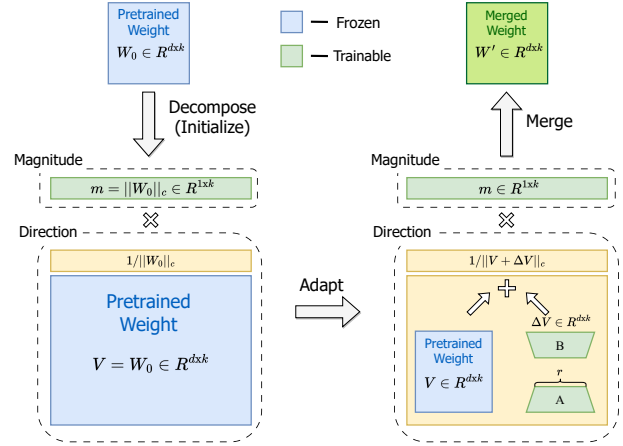 Pretrained
Weight
W₀ ∈ R^{dxk}
Frozen
Trainable
Merged
Weight
W′ ∈ R^{dxk}
Decompose
(Initialize)
Merge
Magnitude
m = ||W₀||_c ∈ R^{1xk}
Magnitude
m ∈ R^{1xk}
Direction
1/||W₀||_c
Pretrained
Weight
V = W₀ ∈ R^{dxk}
Adapt
Direction
1/||V + ΔV||_c
ΔV ∈ R^{dxk}
Pretrained
Weight
V ∈ R^{dxk}
B
r
A